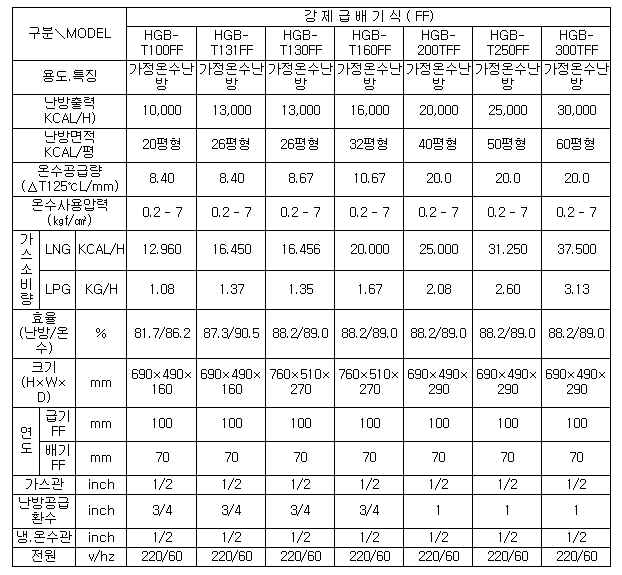 구분＼MODEL 강제급배기식(FF)
HGB-T100FF HGB-T131FF HGB-T130FF HGB-T160FF HGB-200TFF HGB-T250FF HGB-300TFF
용도.특징 가정온수난방 가정온수난방 가정온수난방 가정온수난방 가정온수난방 가정온수난방 가정온수난방
난방출력 KCAL/H) 10,000 13,000 13,000 16,000 20,000 25,000 30,000
난방면적 KCAL/평 20평형 26평형 26평형 32평형 40평형 50평형 60평형
온수공급량 (△T125℃L/mm) 8.40 8.40 8.67 10.67 20.0 20.0 20.0
온수사용압력 (㎏f/㎠) 0.2 - 7 0.2 - 7 0.2 - 7 0.2 - 7 0.2 - 7 0.2 - 7 0.2 - 7
가스소비량 LNG KCAL/H 12.960 16.450 16.456 20.000 25,000 31.250 37.500
LPG KG/H 1.08 1.37 1.35 1.67 2.08 2.60 3.13
효율 (난방/온수) % 81.7/86.2 87.3/90.5 88.2/89.0 88.2/89.0 88.2/89.0 88.2/89.0 88.2/89.0
크기 (H×W×D) mm 690×490×160 690×490×160 760×510×270 760×510×270 690×490×290 690×490×290 690×490×290
연도 급기 FF mm 100 100 100 100 100 100 100
배기 FF mm 70 70 70 70 70 70 70
가스관 inch 1/2 1/2 1/2 1/2 1/2 1/2 1/2
난방공급환수 inch 3/4 3/4 3/4 3/4 1 1 1
냉.온수관 inch 1/2 1/2 1/2 1/2 1/2 1/2 1/2
전원 v/hz 220/60 220/60 220/60 220/60 220/60 220/60 220/60